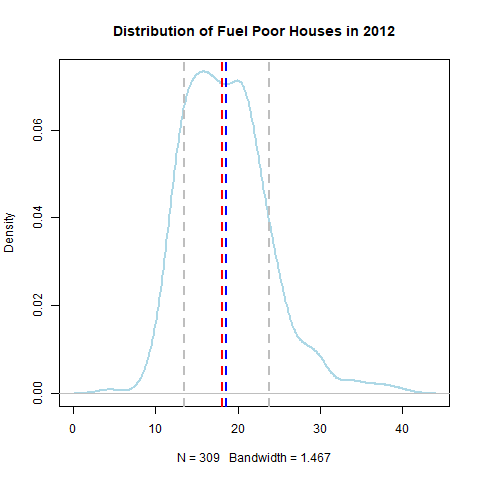 Distribution of Fuel Poor Houses in 2012
Density
0.06
0.04
0.02
0.00
0 10 20 30 40
N = 309 Bandwidth = 1.467